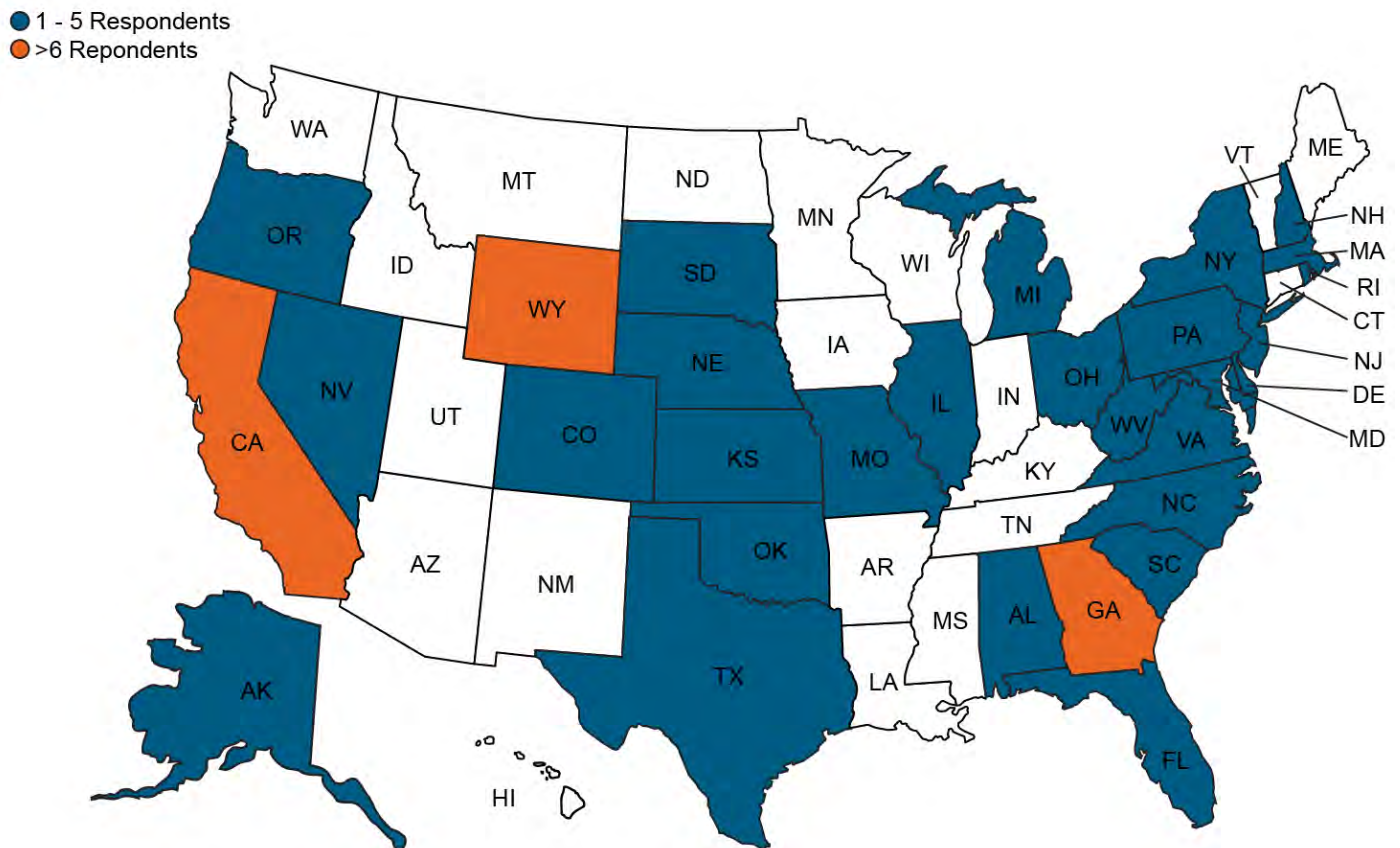 1 - 5 Respondents
>6 Repondents
WA
MT
ND
MN
VT
ME
OR
ID
SD
WI
NY
NH
MA
WY
MI
RI
CT
NE
IA
PA
NJ
NV
UT
CO
KS
MO
IL
IN
OH
DE
CA
WV
VA
MD
KY
NC
AZ
NM
OK
AR
TN
SC
MS
AL
GA
AK
TX
LA
FL
HI